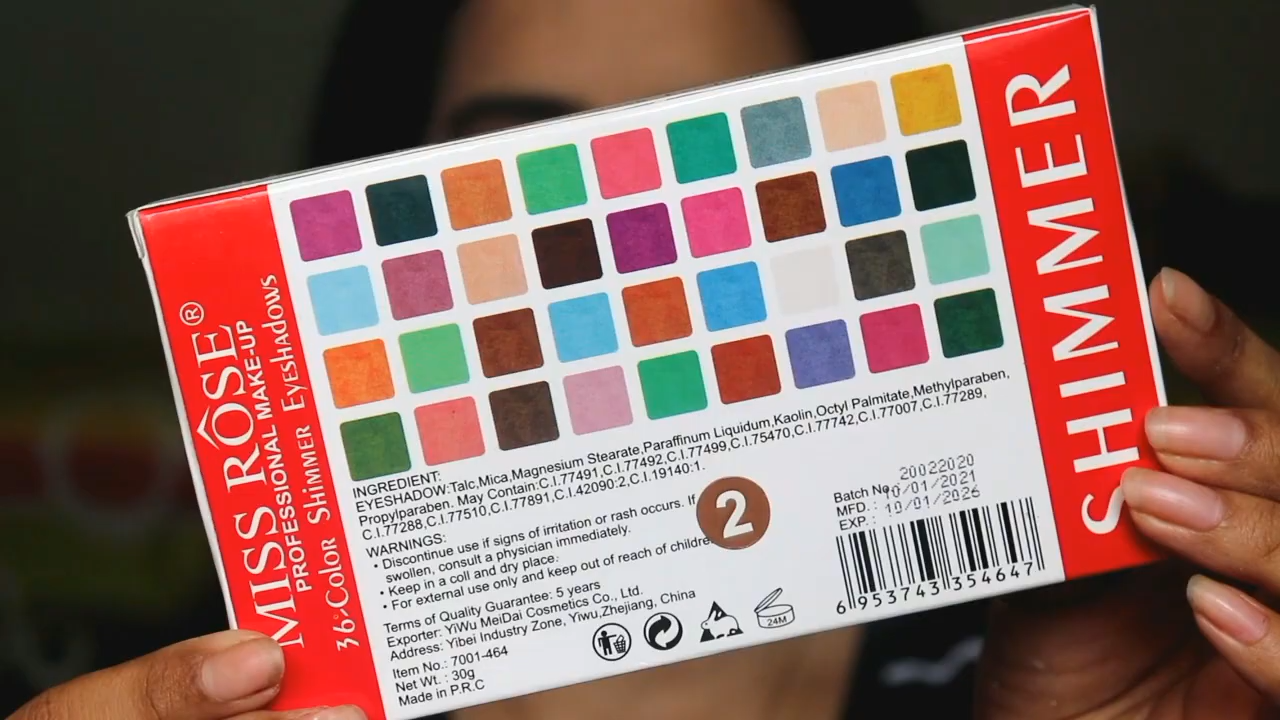 MISS RÔSE®
PROFESSIONAL MAKE-UP
36-Color Shimmer Eyeshadows
SHIMMER
INGREDIENT:
EYESHADOW:Talc,Mica,Magnesium Stearate,Paraffinum Liquidum,Kaolin,Octyl Palmitate,Methylparaben,
Propylparaben. May Contain:C.I.77491,C.I.77492,C.I.77499,C.I.75470,C.I.77742,C.I.77007,C.I.77289,
C.I.77288,C.I.77510,C.I.77891,C.I.42090:2,C.I.19140:1.
WARNINGS:
• Discontinue use if signs of irritation or rash occurs. If
swollen, consult a physician immediately.
• Keep in a coll and dry place.
• For external use only and keep out of reach of childre
2
Terms of Quality Guarantee: 5 years
Exporter: YiWu MeiDai Cosmetics Co., Ltd.
Address: Yibei Industry Zone, Yiwu,Zhejiang, China
Item No.: 7001-464
Net Wt. : 30g
Made in P.R.C
24M
Batch No.: 20022020
MFD. : 10/01/2021
EXP. : 10/01/2026
6 953743 354647